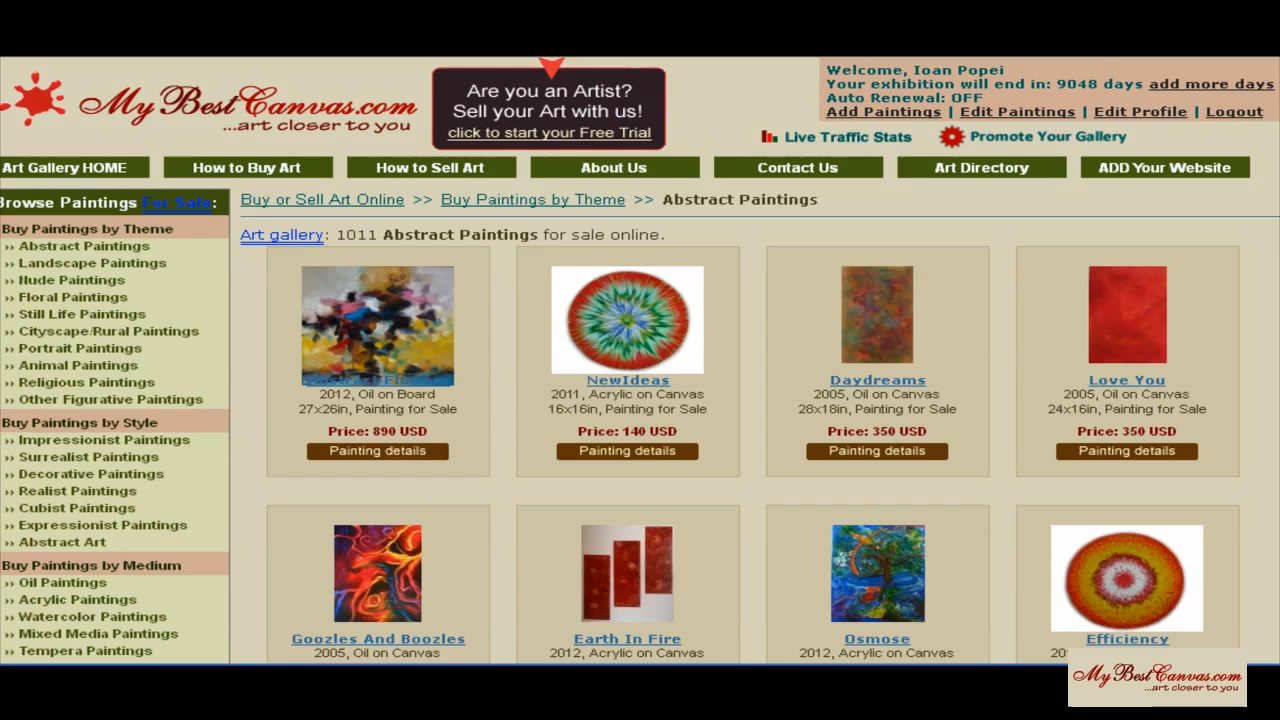 MyBestCanvas.com
...art closer to you
Are you an Artist?
Sell your Art with us!
click to start your Free Trial
Welcome, Ioan Popei
Your exhibition will end in: 9048 days add more days
Auto Renewal: OFF
Add Paintings | Edit Paintings | Edit Profile | Logout
Live Traffic Stats Promote Your Gallery
Art Gallery HOME How to Buy Art How to Sell Art About Us Contact Us Art Directory ADD Your Website
Browse Paintings For Sale:
Buy Paintings by Theme
›› Abstract Paintings
›› Landscape Paintings
›› Nude Paintings
›› Floral Paintings
›› Still Life Paintings
›› Cityscape/Rural Paintings
›› Portrait Paintings
›› Animal Paintings
›› Religious Paintings
›› Other Figurative Paintings
Buy Paintings by Style
›› Impressionist Paintings
›› Surrealist Paintings
›› Decorative Paintings
›› Realist Paintings
›› Cubist Paintings
›› Expressionist Paintings
›› Abstract Art
Buy Paintings by Medium
›› Oil Paintings
›› Acrylic Paintings
›› Watercolor Paintings
›› Mixed Media Paintings
›› Tempera Paintings
Buy or Sell Art Online >> Buy Paintings by Theme >> Abstract Paintings
Art gallery: 1011 Abstract Paintings for sale online.
2012, Oil on Board
27x26in, Painting for Sale
Price: 890 USD
Painting details
NewIdeas
2011, Acrylic on Canvas
16x16in, Painting for Sale
Price: 140 USD
Painting details
Daydreams
2005, Oil on Canvas
28x18in, Painting for Sale
Price: 350 USD
Painting details
Love You
2005, Oil on Canvas
24x16in, Painting for Sale
Price: 350 USD
Painting details
Goozles And Boozles
2005, Oil on Canvas
Earth In Fire
2012, Acrylic on Canvas
Osmose
2012, Acrylic on Canvas
Efficiency
MyBestCanvas.com
...art closer to you